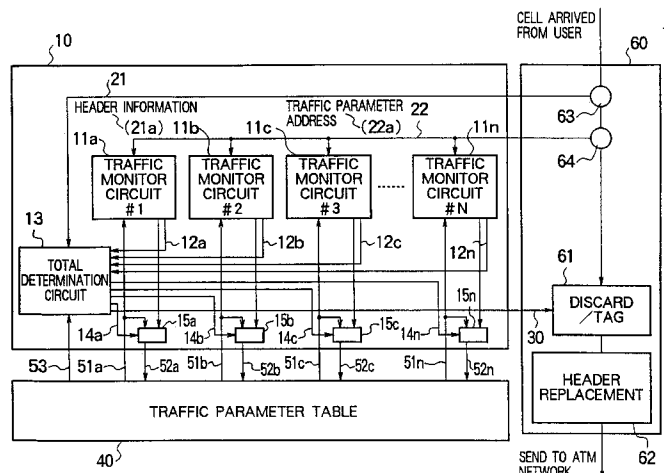 CELL ARRIVED
FROM USER
10
60
21
HEADER INFORMATION
(21a)
TRAFFIC PARAMETER
ADDRESS
(22a)
22
63
64
11a
11b
11c
11n
TRAFFIC
MONITOR
CIRCUIT
#1
TRAFFIC
MONITOR
CIRCUIT
#2
TRAFFIC
MONITOR
CIRCUIT
#3
TRAFFIC
MONITOR
CIRCUIT
#N
13
12a
12b
12c
12n
TOTAL
DETERMINATION
CIRCUIT
61
DISCARD
/TAG
15a
15b
15c
15n
14a
14b
14c
14n
30
53
51a
52a
51b
52b
51c
52c
51n
52n
HEADER
REPLACEMENT
TRAFFIC PARAMETER TABLE
40
62
SEND TO ATM
NETWORK